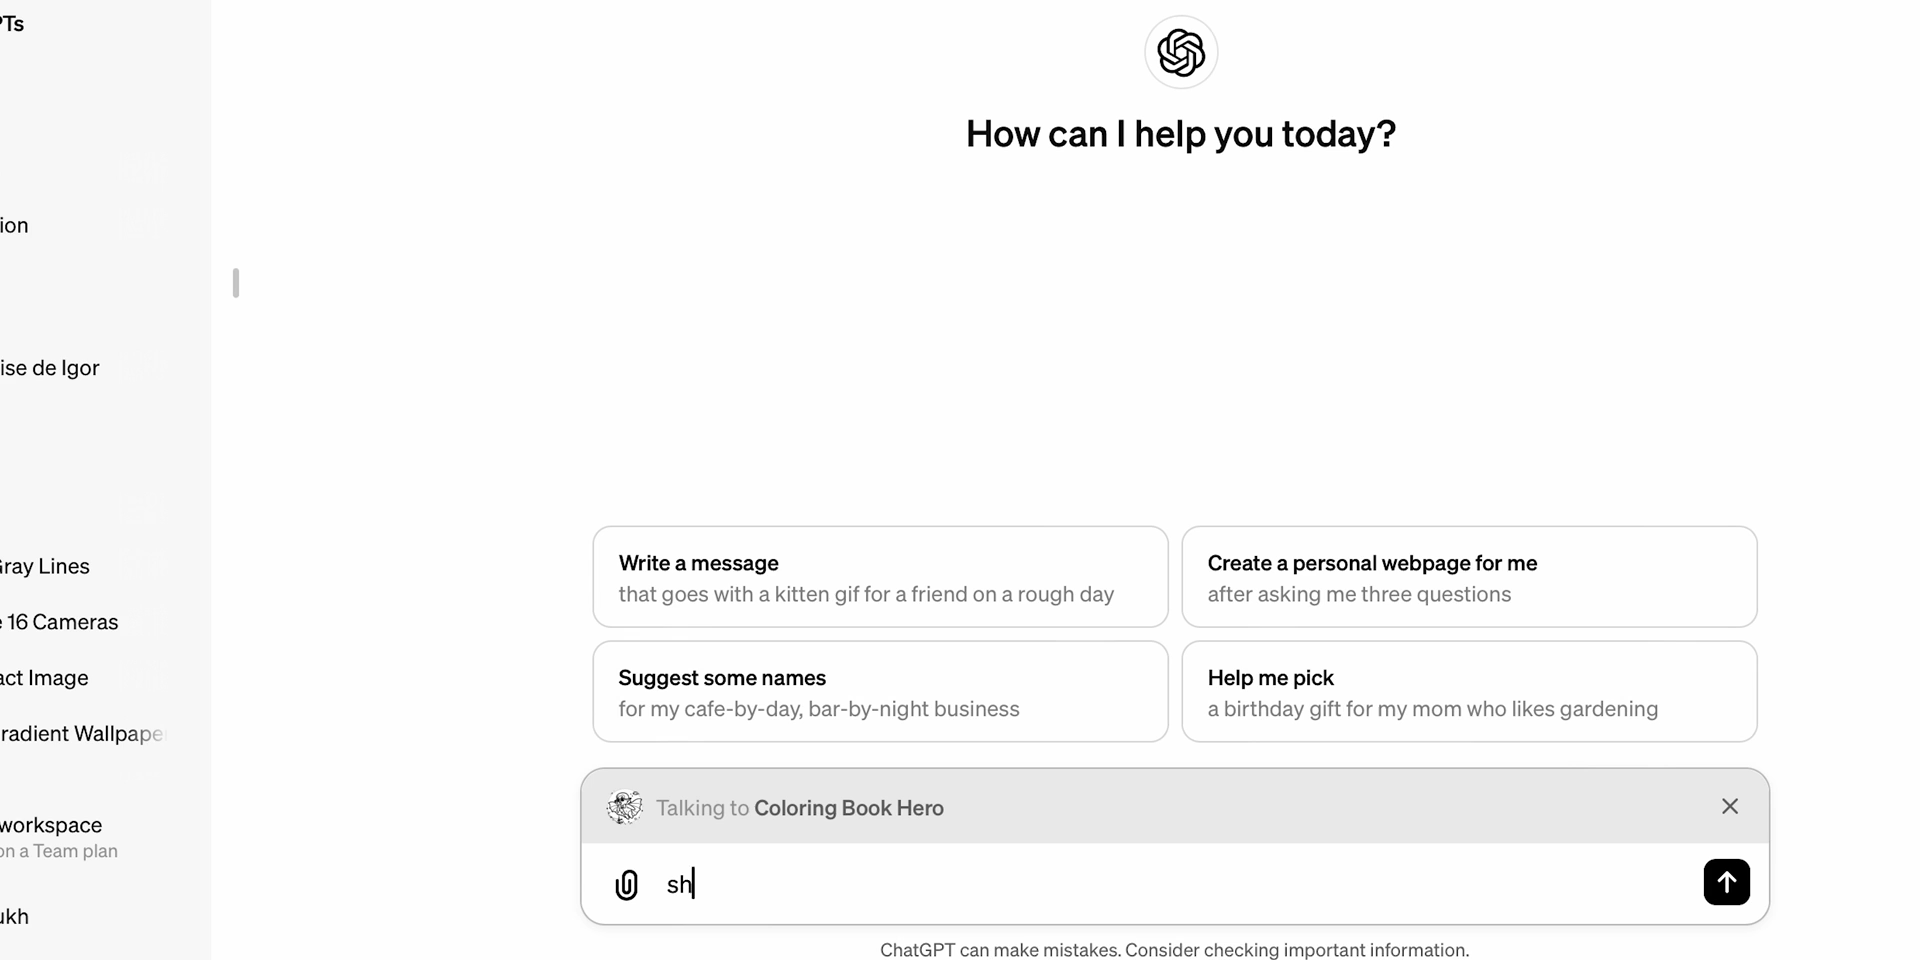 PTs
ion
ise de Igor
Gray Lines
16 Cameras
act Image
radient Wallpape
workspace
on a Team plan
ukh
How can I help you today?
Write a message
that goes with a kitten gif for a friend on a rough day
Create a personal webpage for me
after asking me three questions
Suggest some names
for my cafe-by-day, bar-by-night business
Help me pick
a birthday gift for my mom who likes gardening
Talking to Coloring Book Hero
sh
ChatGPT can make mistakes. Consider checking important information.